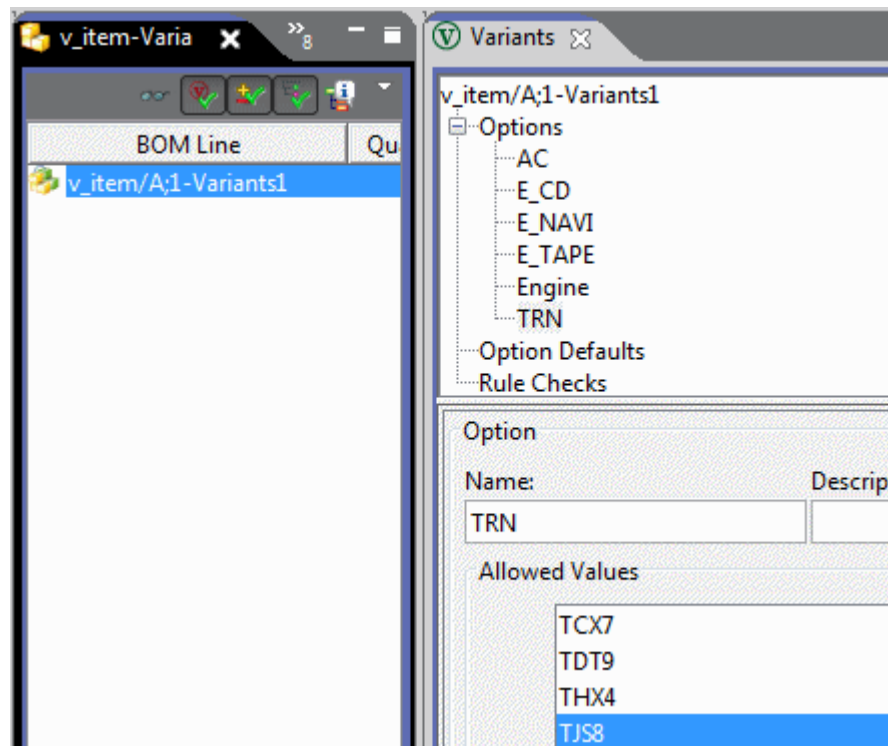 v_item-Varia
8
BOM Line
Qu
v_item/A;1-Variants1
Variants
v_item/A;1-Variants1
Options
AC
E_CD
E_NAVI
E_TAPE
Engine
TRN
Option Defaults
Rule Checks
Option
Name:
Descrip
TRN
Allowed Values
TCX7
TDT9
THX4
TJS8